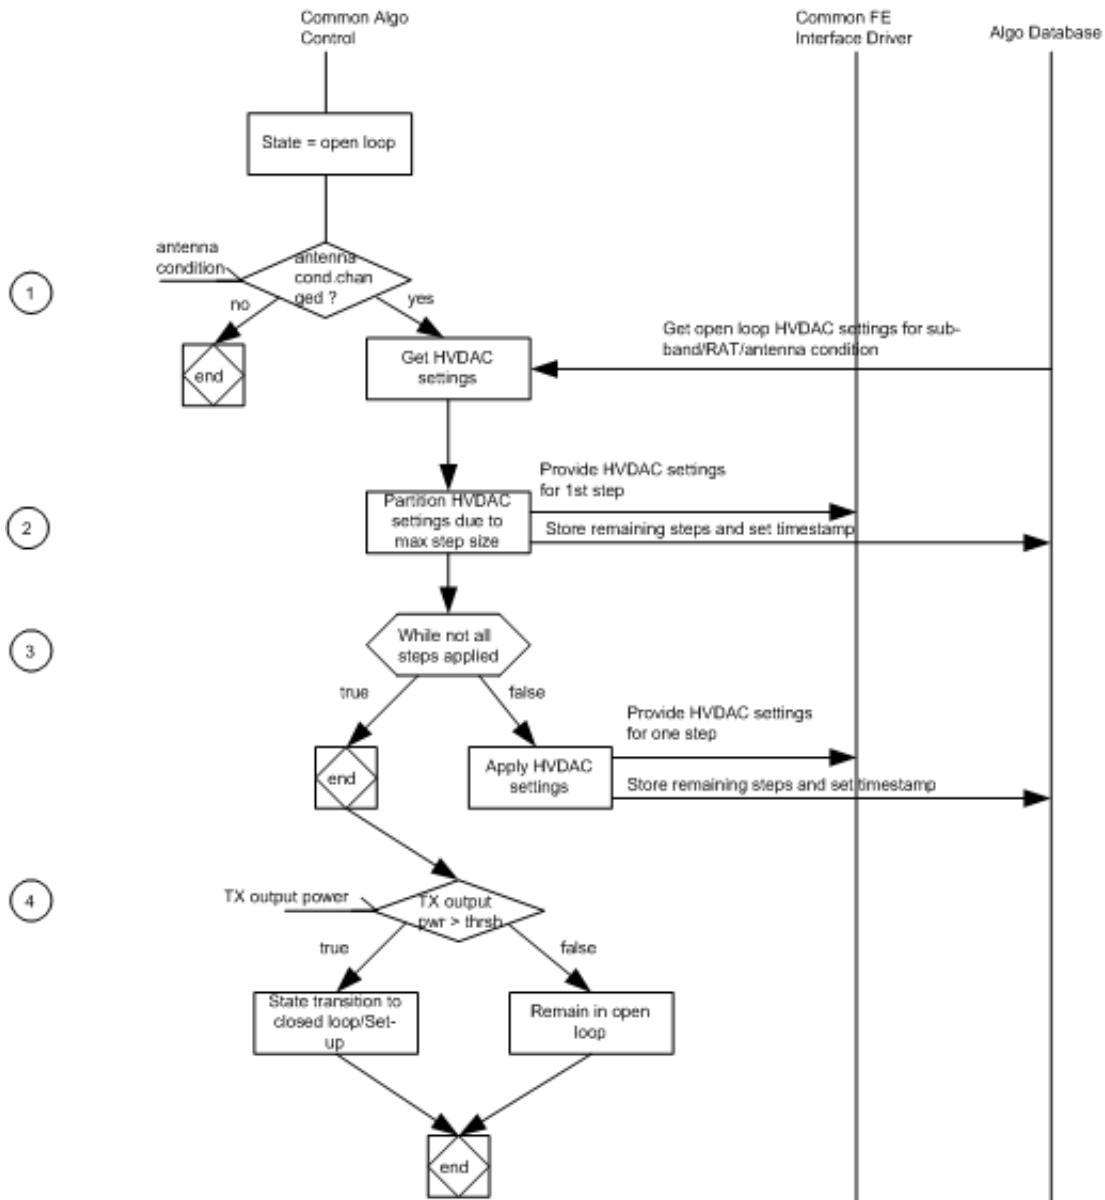 Common Algo
Control
Common FE
Interface Driver
Algo Database
State = open loop
antenna
condition
antenna
cond.chan
ged ?
1
no
yes
Get open loop HVDAC settings for sub-
band/RAT/antenna condition
Get HVDAC
settings
end
Provide HVDAC settings
for 1st step
2
Partition HVDAC
settings due to
max step size
Store remaining steps and set timestamp
3
While not all
steps applied
true
false
Provide HVDAC settings
for one step
end
Apply HVDAC
settings
Store remaining steps and set timestamp
4
TX output power
TX output
pwr > thrsh
true
false
State transition to
closed loop/Set-
up
Remain in open
loop
end